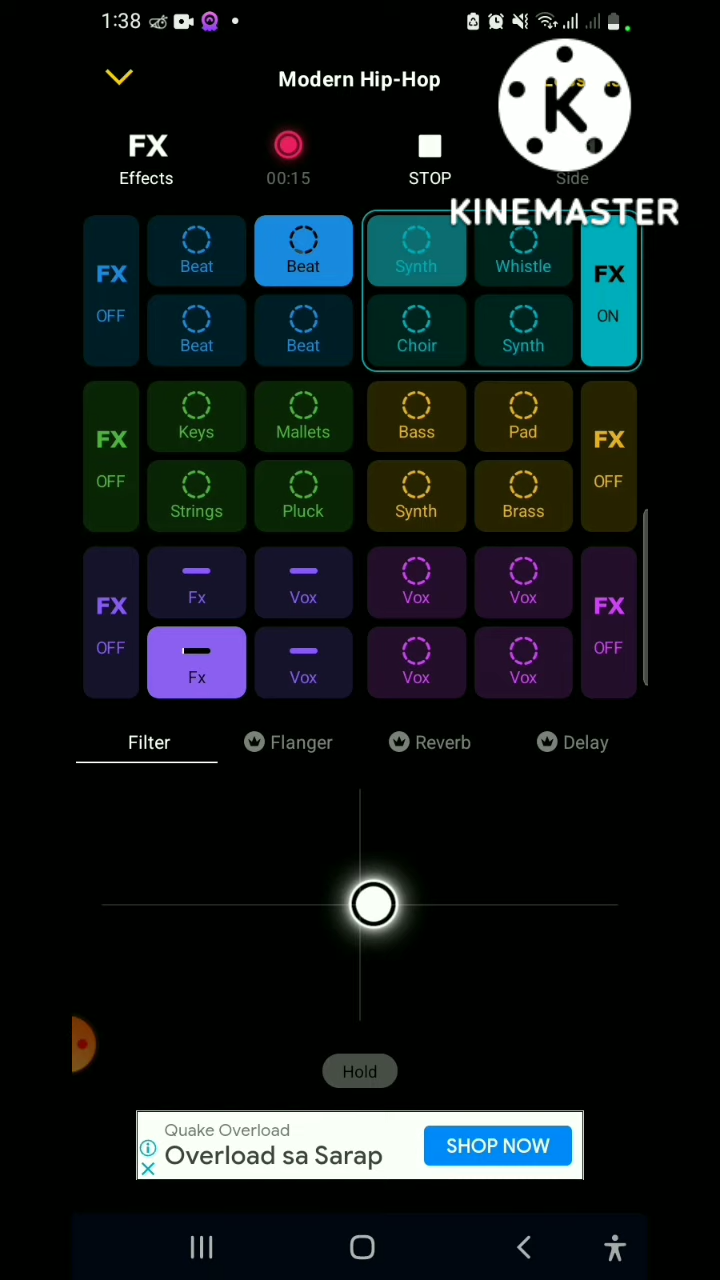 1:38
Modern Hip-Hop
K
KINEMASTER
FX
Effects
00:15
STOP
Side
FX
OFF
Beat
Beat
Beat
Beat
Synth
Whistle
Choir
Synth
FX
ON
FX
OFF
Keys
Mallets
Strings
Pluck
Bass
Pad
Synth
Brass
FX
OFF
FX
OFF
Fx
Vox
Fx
Vox
Vox
Vox
Vox
Vox
FX
OFF
Filter
Flanger
Reverb
Delay
Hold
Quake Overload
Overload sa Sarap
SHOP NOW